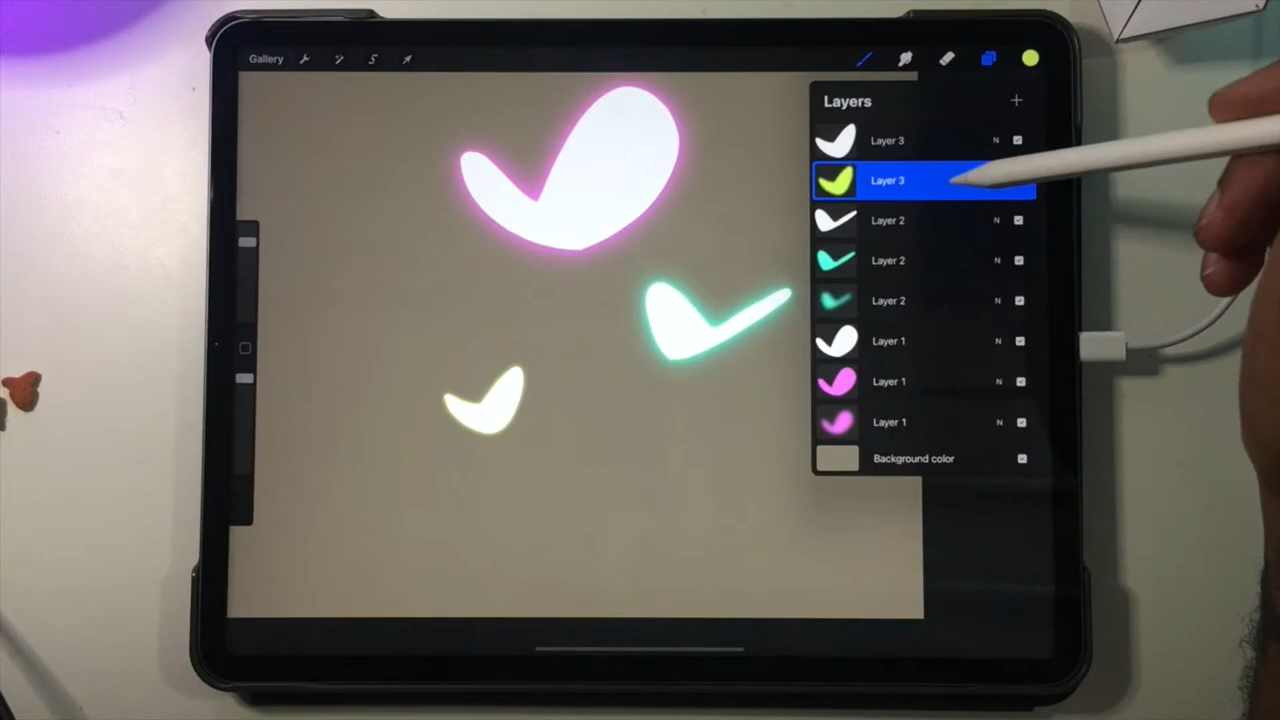 Gallery
Layers
Layer 3 N
Layer 3
Layer 2 N
Layer 2 N
Layer 2 N
Layer 1 N
Layer 1 N
Layer 1 N
Background color